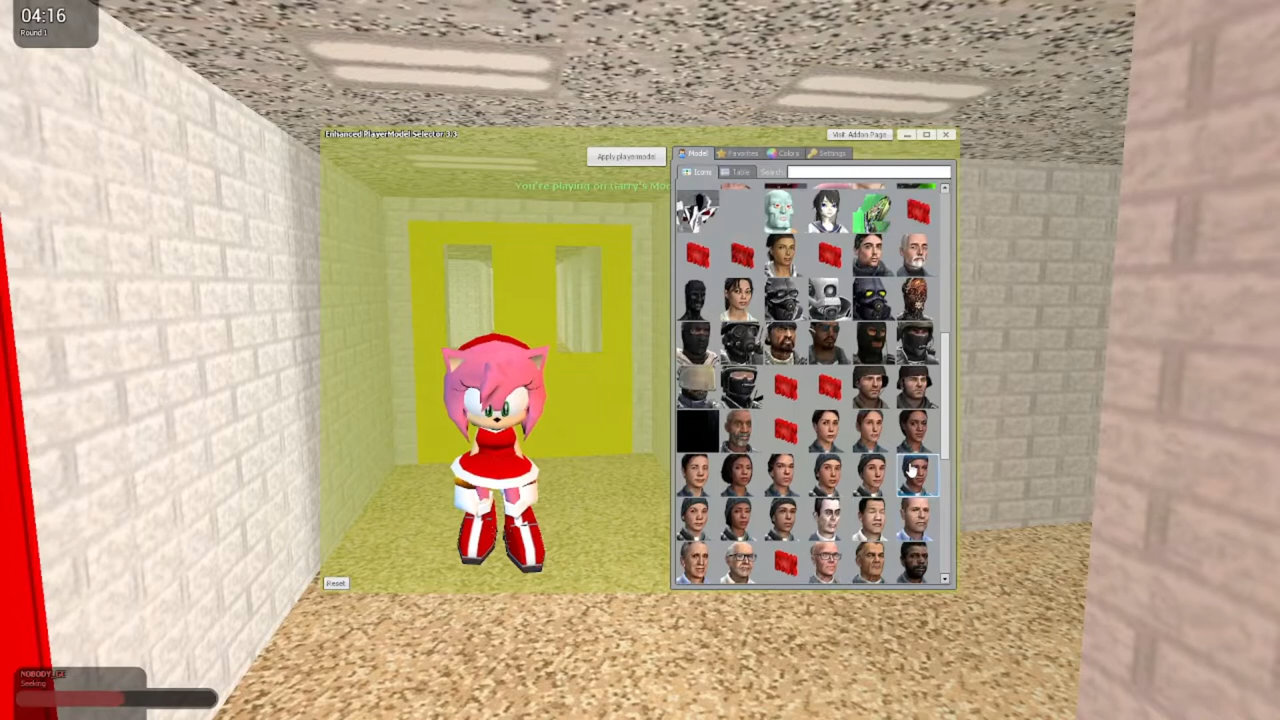 04:16
Round 1
Enhanced PlayerModel Selector 3.3
Visit Addon Page
Apply playermodel
Model
Favorites
Colors
Settings
Icons
Table
Search:
You're playing on Garry's Mod
Reset
Seeking